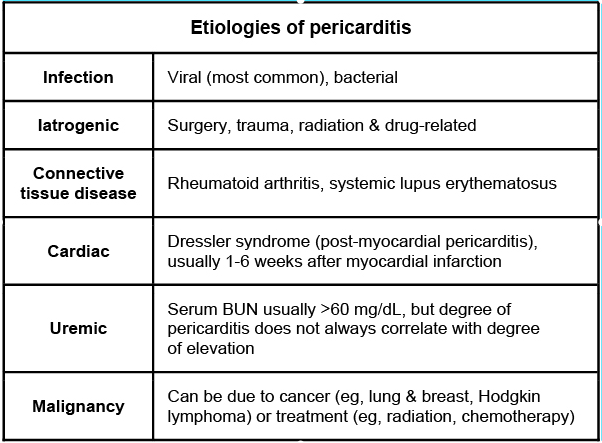 Etiologies of pericarditis
Infection
Viral (most common), bacterial
Iatrogenic
Surgery, trauma, radiation & drug-related
Connective
tissue disease
Rheumatoid arthritis, systemic lupus erythematosus
Cardiac
Dressler syndrome (post-myocardial pericarditis),
usually 1-6 weeks after myocardial infarction
Uremic
Serum BUN usually >60 mg/dL, but degree of
pericarditis does not always correlate with degree
of elevation
Malignancy
Can be due to cancer (eg, lung & breast, Hodgkin
lymphoma) or treatment (eg, radiation, chemotherapy)